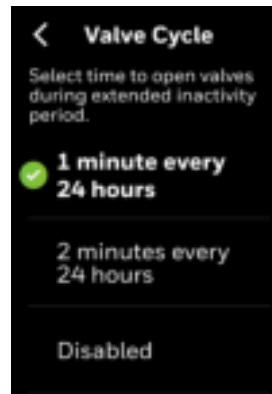 Valve Cycle
Select time to open valves
during extended inactivity
period.
1 minute every
24 hours
2 minutes every
24 hours
Disabled